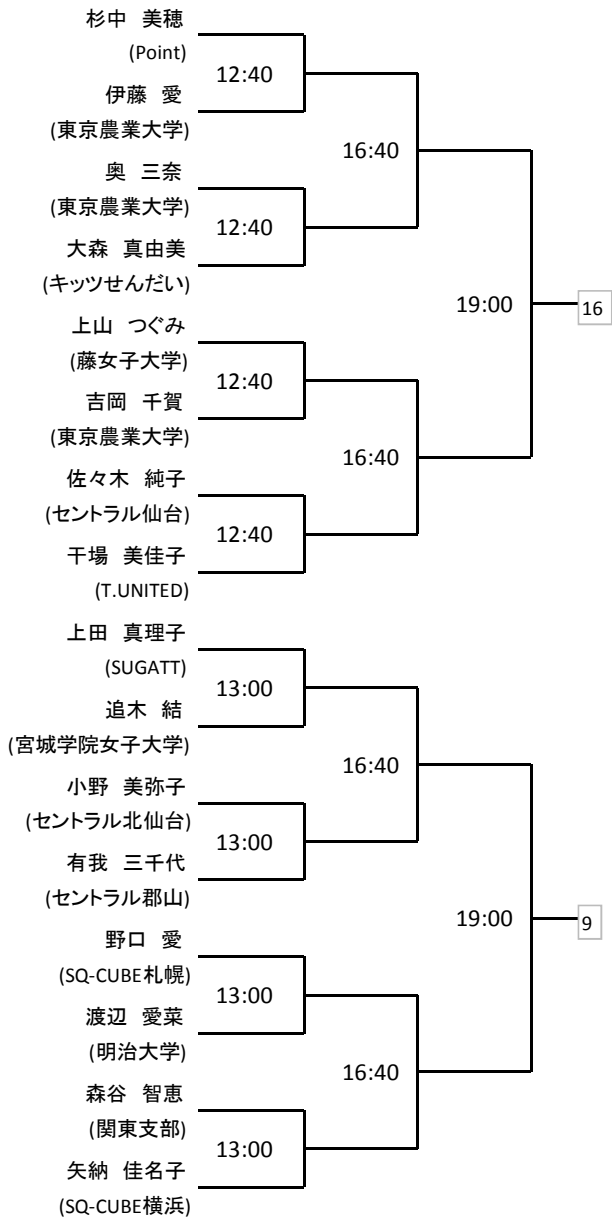 杉中 美穂
(Point)
12:40
伊藤 愛
(東京農業大学)
16:40
奥 三奈
(東京農業大学)
12:40
大森 真由美
(キッツせんだい)
19:00
16
上山 つぐみ
(藤女子大学)
12:40
吉岡 千賀
(東京農業大学)
16:40
佐々木 純子
(セントラル仙台)
12:40
干場 美佳子
(T.UNITED)
上田 真理子
(SUGATT)
13:00
追木 結
(宮城学院女子大学)
16:40
小野 美弥子
(セントラル北仙台)
13:00
有我 三千代
(セントラル郡山)
19:00
9
野口 愛
(SQ-CUBE札幌)
13:00
渡辺 愛菜
(明治大学)
16:40
森谷 智恵
(関東支部)
13:00
矢納 佳名子
(SQ-CUBE横浜)